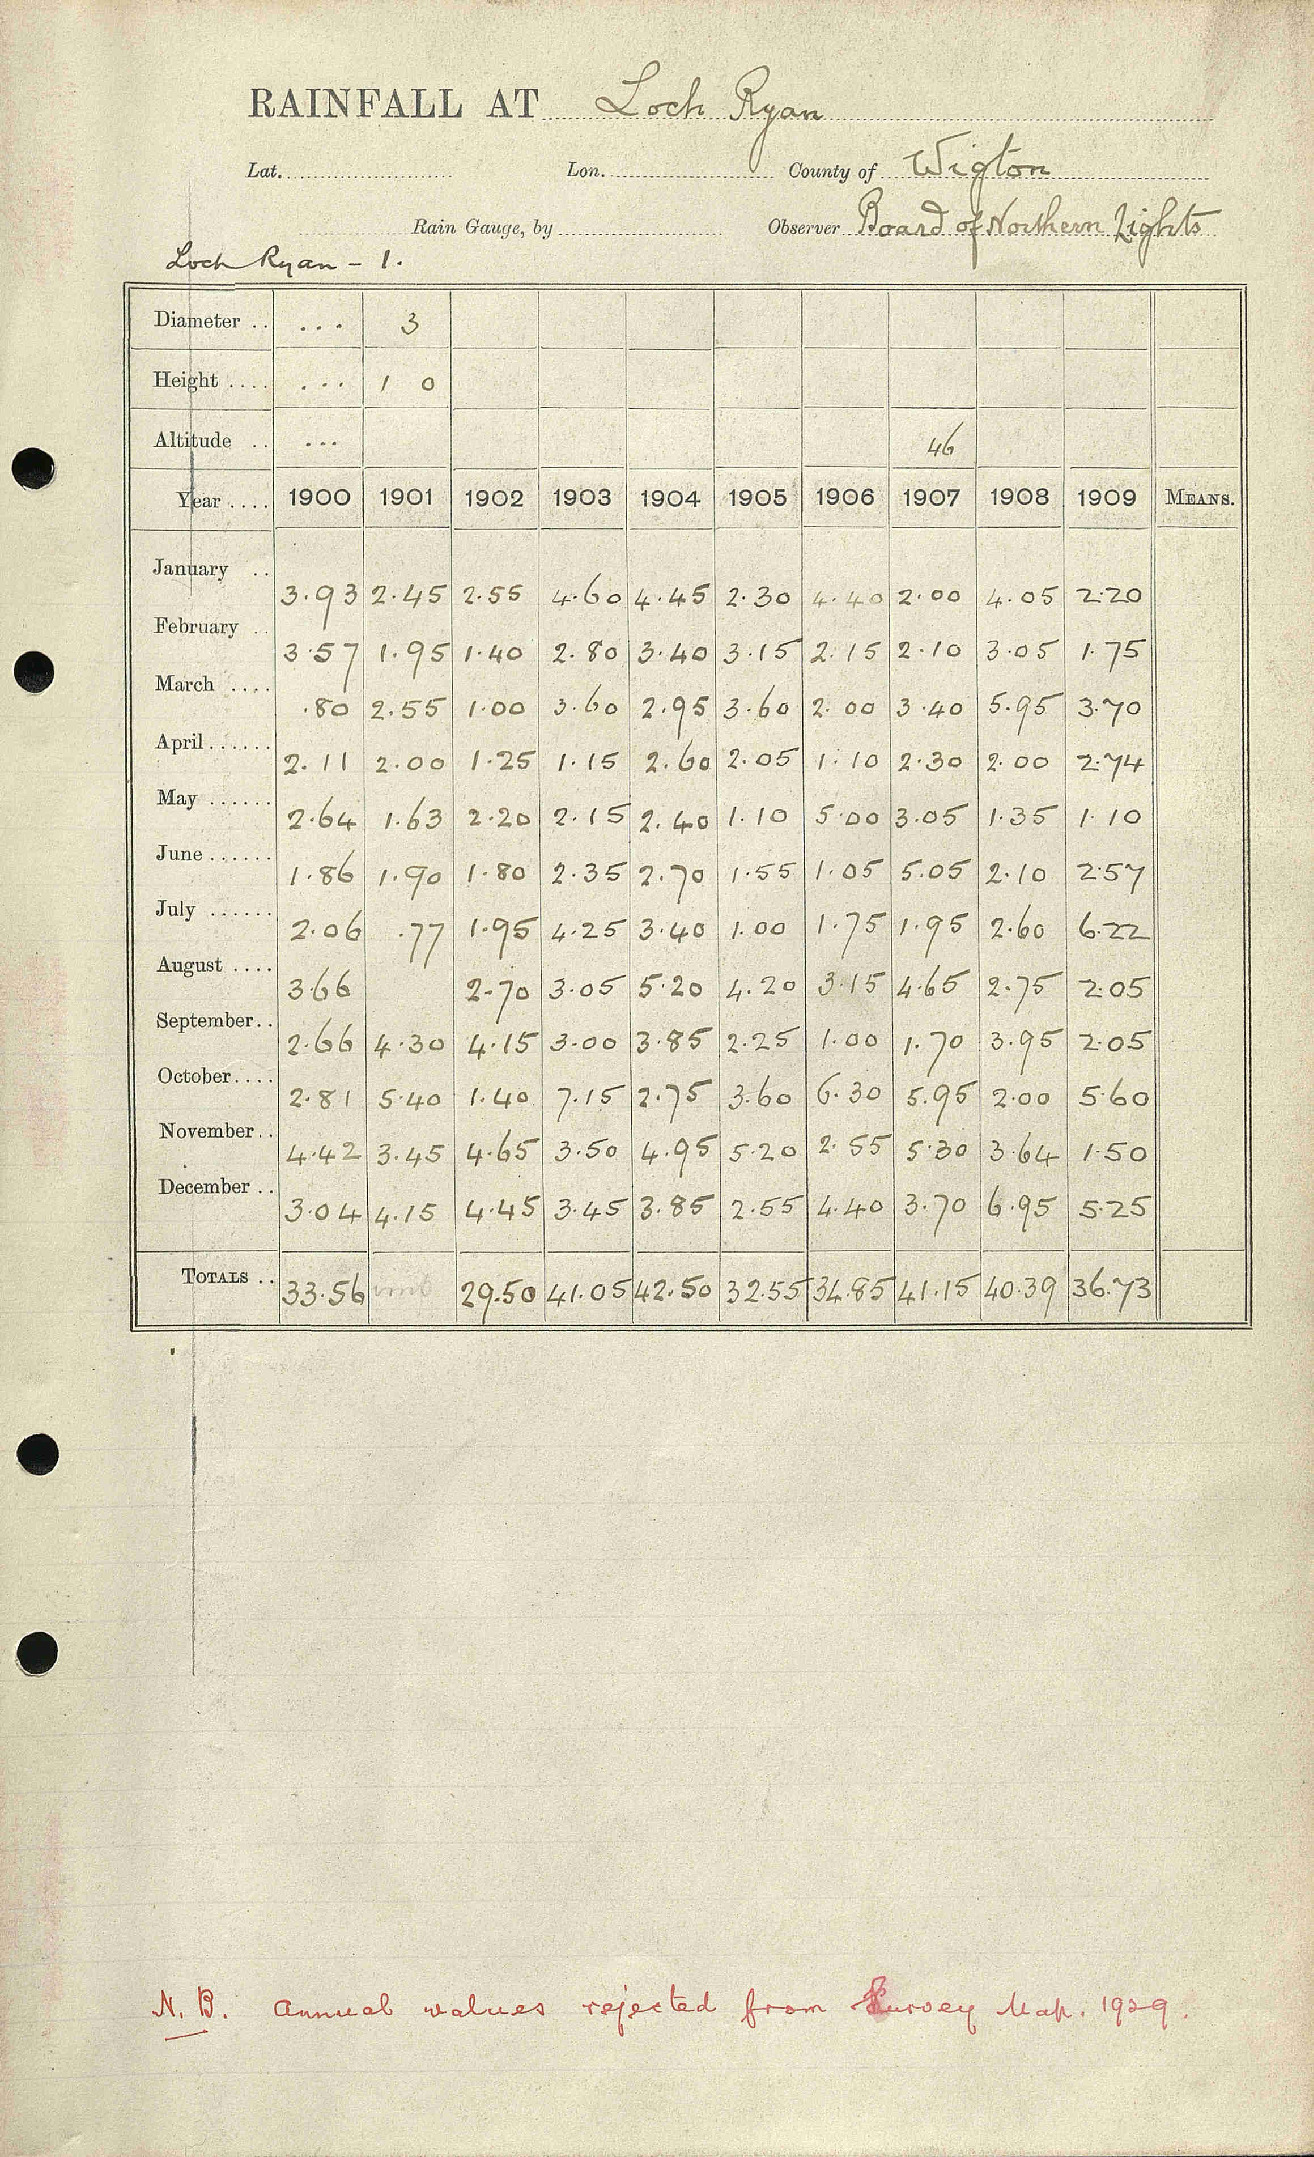 RAINFALL AT Loch Ryan
Lat. Lon. County of Wigton
Rain Gauge, by Observer Board of Northern Lights
Loch Ryan - 1.
Diameter .. ... 3
Height .... ... 1 0
Altitude .. ... 46
Year .... 1900 1901 1902 1903 1904 1905 1906 1907 1908 1909 MEANS.
January .. 3.93 2.45 2.55 4.60 4.45 2.30 4.40 2.00 4.05 2.20
February .. 3.57 1.95 1.40 2.80 3.40 3.15 2.15 2.10 3.05 1.75
March .... .80 2.55 1.00 3.60 2.95 3.60 2.00 3.40 5.95 3.70
April ...... 2.11 2.00 1.25 1.15 2.60 2.05 1.10 2.30 2.00 2.74
May ...... 2.64 1.63 2.20 2.15 2.40 1.10 5.00 3.05 1.35 1.10
June ...... 1.86 1.90 1.80 2.35 2.70 1.55 1.05 5.05 2.10 2.57
July ...... 2.06 .77 1.95 4.25 3.40 1.00 1.75 1.95 2.60 6.22
August .... 3.66 2.70 3.05 5.20 4.20 3.15 4.65 2.75 2.05
September.. 2.66 4.30 4.15 3.00 3.85 2.25 1.00 1.70 3.95 2.05
October.... 2.81 5.40 1.40 7.15 2.75 3.60 6.30 5.95 2.00 5.60
November.. 4.42 3.45 4.65 3.50 4.95 5.20 2.55 5.30 3.64 1.50
December .. 3.04 4.15 4.45 3.45 3.85 2.55 4.40 3.70 6.95 5.25
TOTALS .. 33.56 29.50 41.05 42.50 32.55 34.85 41.15 40.39 36.73
N.B. Annual values rejected from Survey Map. 1929.